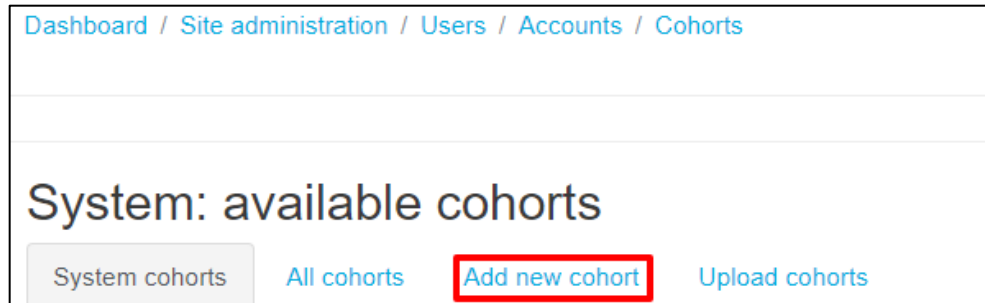 Dashboard / Site administration / Users / Accounts / Cohorts
System: available cohorts
System cohorts All cohorts Add new cohort Upload cohorts